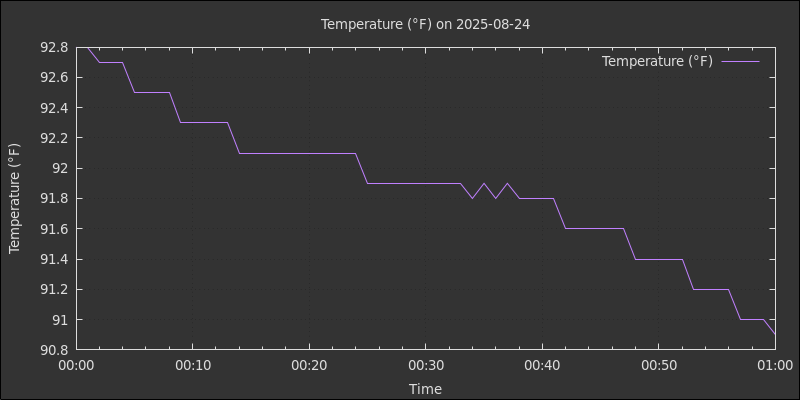 Temperature (°F) on 2025-08-24
Temperature (°F)
92.8
92.6
92.4
92.2
92
91.8
91.6
91.4
91.2
91
90.8
Temperature (°F)
00:00 00:10 00:20 00:30 00:40 00:50 01:00
Time